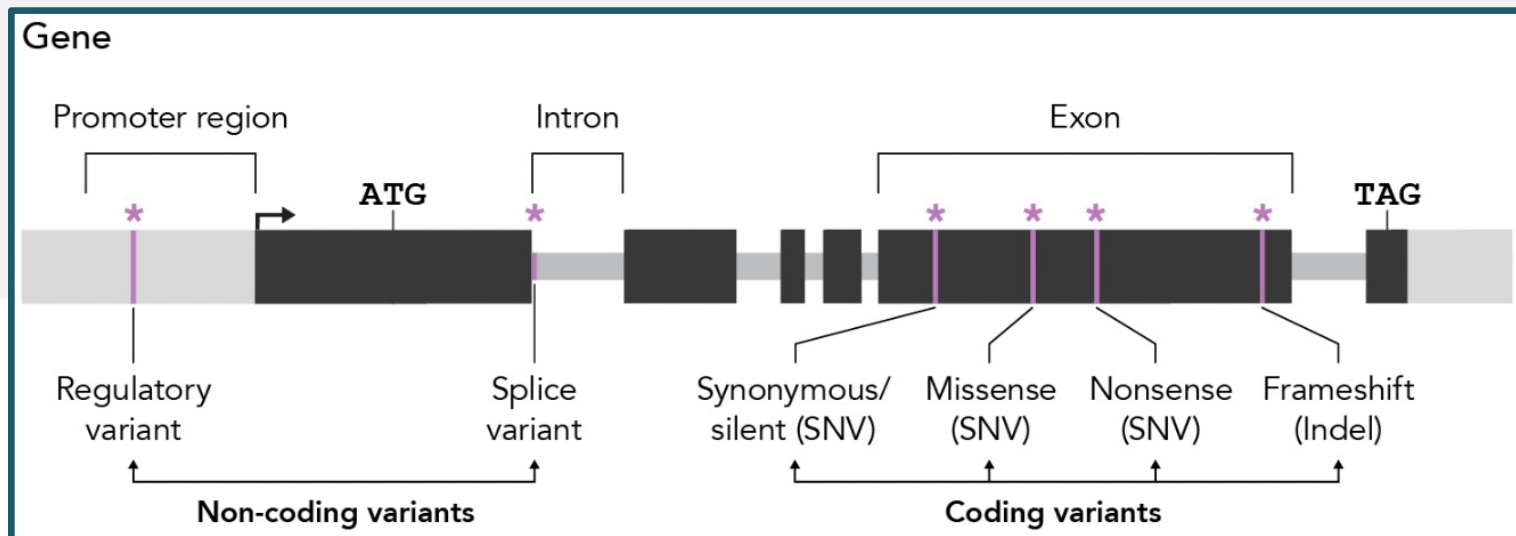 Gene
Promoter region
Intron
Exon
ATG
TAG
*
*
*
*
*
*
Regulatory
variant
Splice
variant
Synonymous/
silent (SNV)
Missense
(SNV)
Nonsense
(SNV)
Frameshift
(Indel)
Non-coding variants
Coding variants